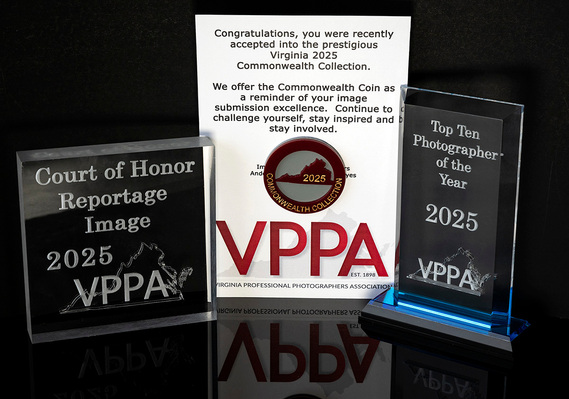 Court of Honor
Reportage
Image
2025
VPPA
Congratulations, you were recently
accepted into the prestigious
Virginia 2025
Commonwealth Collection.
We offer the Commonwealth Coin as
a reminder of your image
submission excellence. Continue to
challenge yourself, stay inspired and
stay involved.
2025
COMMONWEALTH COLLECTION
VPPA
EST. 1898
VIRGINIA PROFESSIONAL PHOTOGRAPHERS ASSOCIATION
Top Ten
Photographer
of the
Year
2025
VPPA